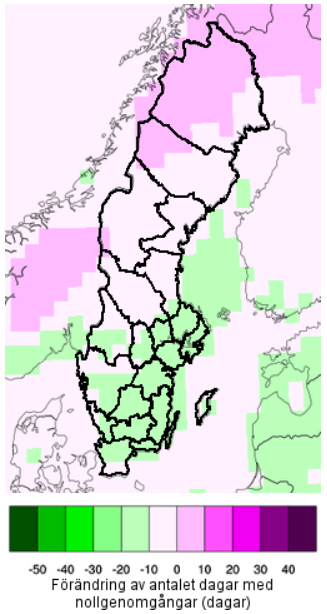 -50 -40 -30 -20 -10 0 10 20 30 40
Förändring av antalet dagar med
nollgenomgångar (dagar)